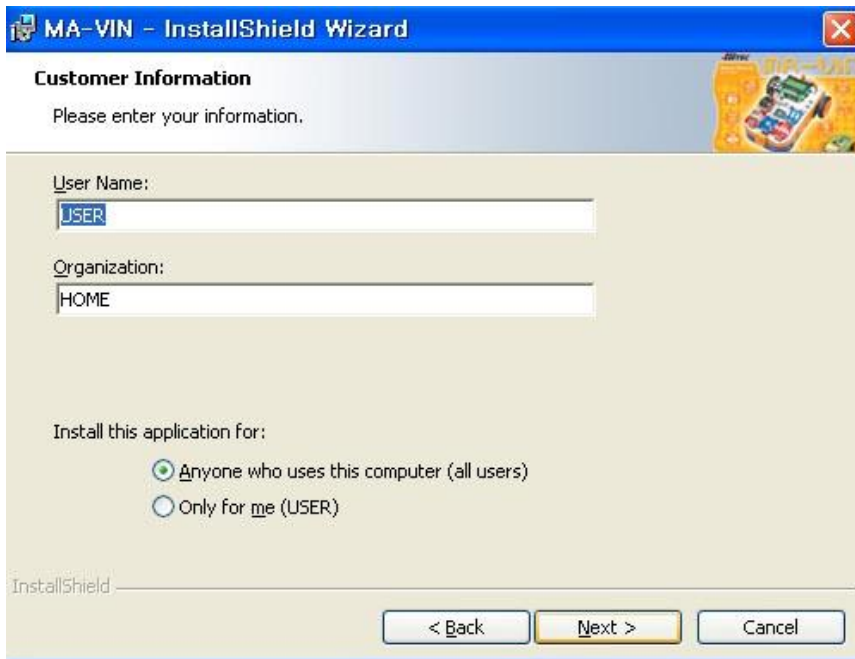 MA-VIN - InstallShield Wizard
Customer Information
Please enter your information.
User Name:
USER
Organization:
HOME
Install this application for:
Anyone who uses this computer (all users)
Only for me (USER)
InstallShield
< Back Next > Cancel